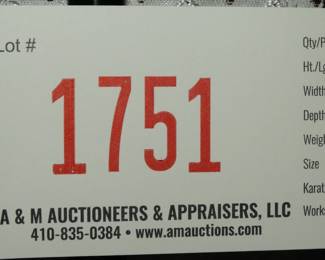 Lot #
1751
A & M AUCTIONEERS & APPRAISERS, LLC
410-835-0384 • www.amauctions.com
Qty/P
Ht./Lg
Width
Depth
Weigh
Size
Karat
Works